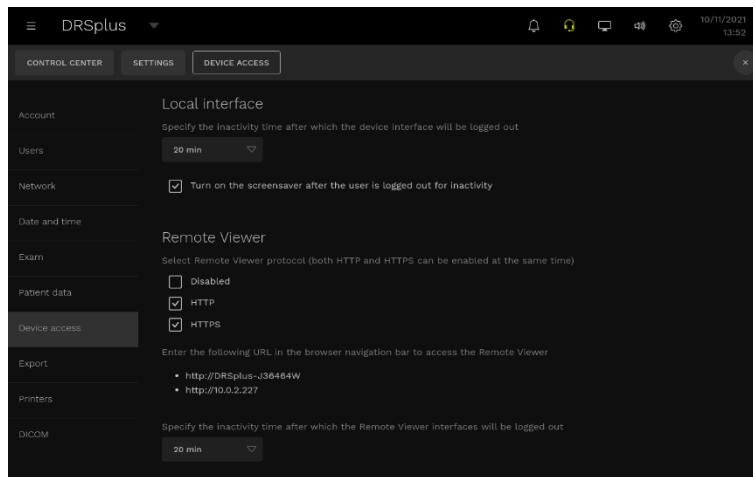 DRSplus
10/11/2021
13:52
CONTROL CENTER
SETTINGS
DEVICE ACCESS
Account
Users
Network
Date and time
Exam
Patient data
Device access
Export
Printers
DICOM
Local interface
Specify the inactivity time after which the device interface will be logged out
20 min
Turn on the screensaver after the user is logged out for inactivity
Remote Viewer
Select Remote Viewer protocol (both HTTP and HTTPS can be enabled at the same time)
Disabled
HTTP
HTTPS
Enter the following URL in the browser navigation bar to access the Remote Viewer
• http://DRSplus-J36464W
• http://10.0.2.227
Specify the inactivity time after which the Remote Viewer interfaces will be logged out
20 min